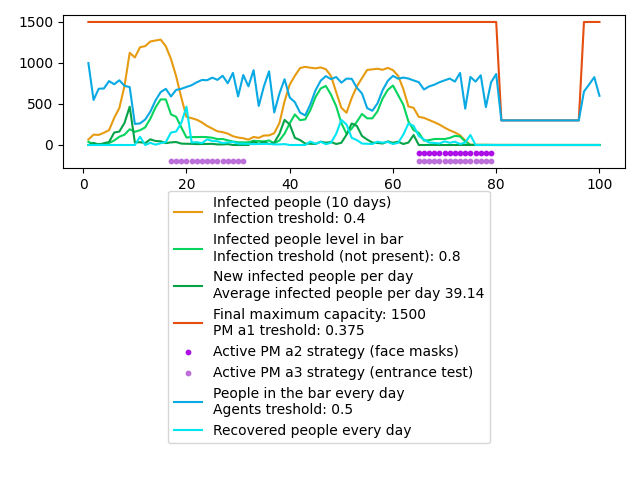 1500
1000
500
0
0 20 40 60 80 100
Infected people (10 days)
Infection treshold: 0.4
Infected people level in bar
Infection treshold (not present): 0.8
New infected people per day
Average infected people per day 39.14
Final maximum capacity: 1500
PM a1 treshold: 0.375
Active PM a2 strategy (face masks)
Active PM a3 strategy (entrance test)
People in the bar every day
Agents treshold: 0.5
Recovered people every day